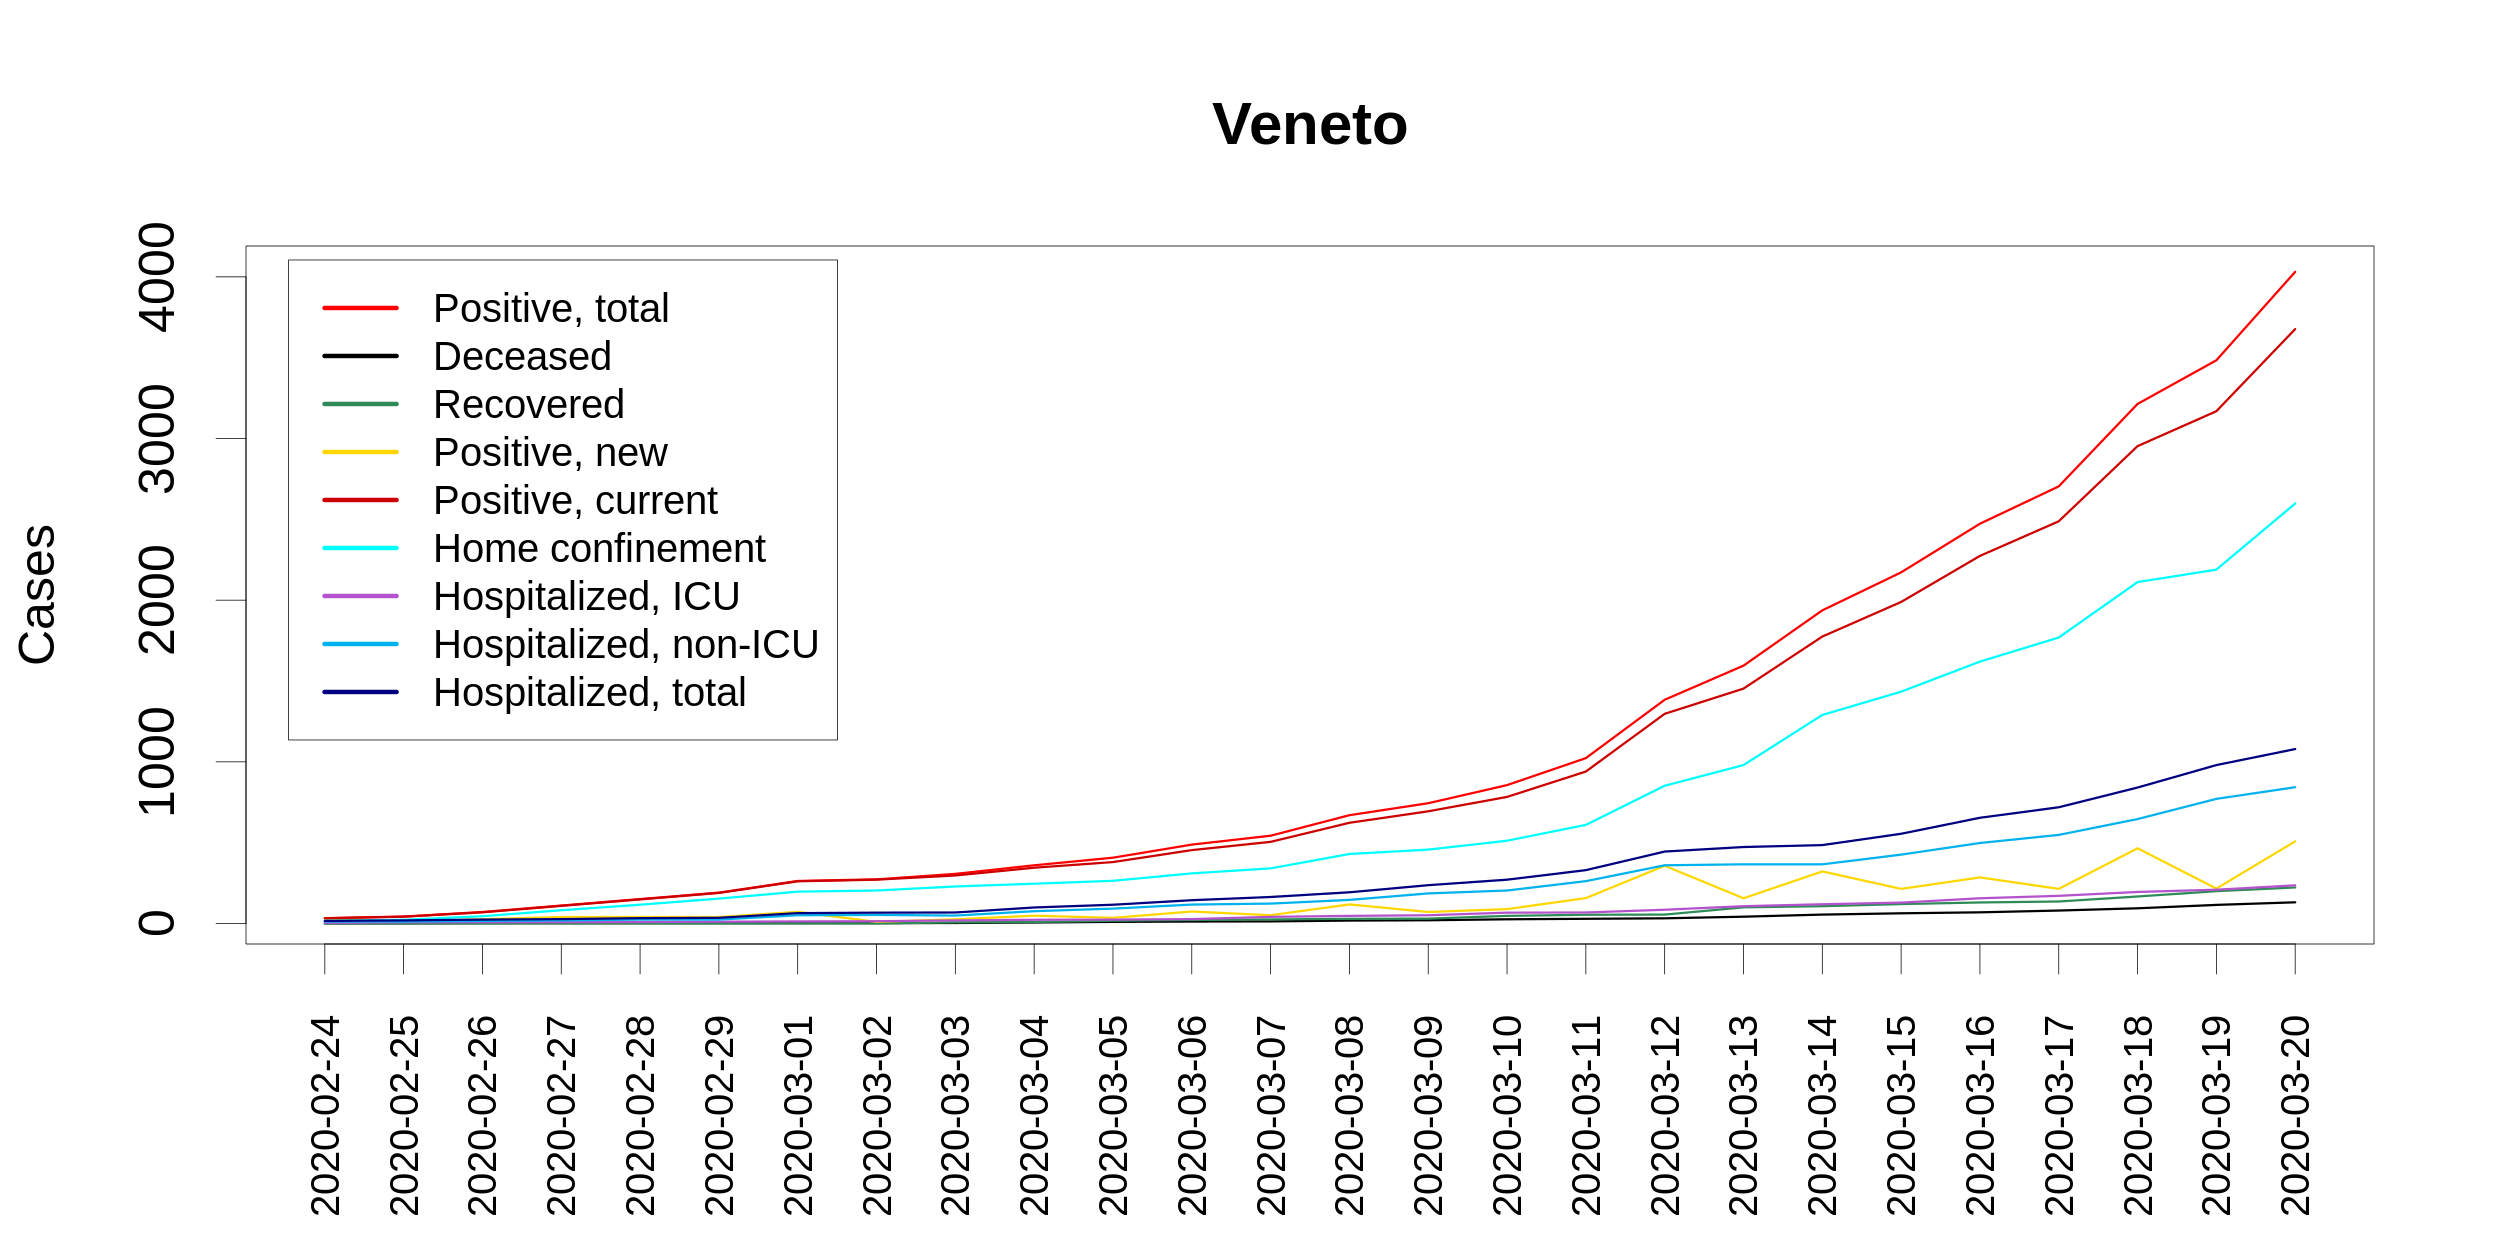 Veneto
Cases
4000
3000
2000
1000
0
Positive, total
Deceased
Recovered
Positive, new
Positive, current
Home confinement
Hospitalized, ICU
Hospitalized, non-ICU
Hospitalized, total
2020-02-24
2020-02-25
2020-02-26
2020-02-27
2020-02-28
2020-02-29
2020-03-01
2020-03-02
2020-03-03
2020-03-04
2020-03-05
2020-03-06
2020-03-07
2020-03-08
2020-03-09
2020-03-10
2020-03-11
2020-03-12
2020-03-13
2020-03-14
2020-03-15
2020-03-16
2020-03-17
2020-03-18
2020-03-19
2020-03-20